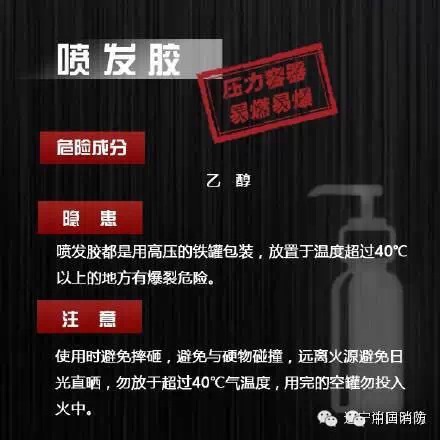 喷发胶
压力容器
易燃易爆
危险成分
乙 醇
隐 患
喷发胶都是用高压的铁罐包装，放置于温度超过40℃
以上的地方有爆裂危险。
注 意
使用时避免摔砸，避免与硬物碰撞，远离火源避免日
光直晒，勿放于超过40℃气温度，用完的空罐勿投入
火中。